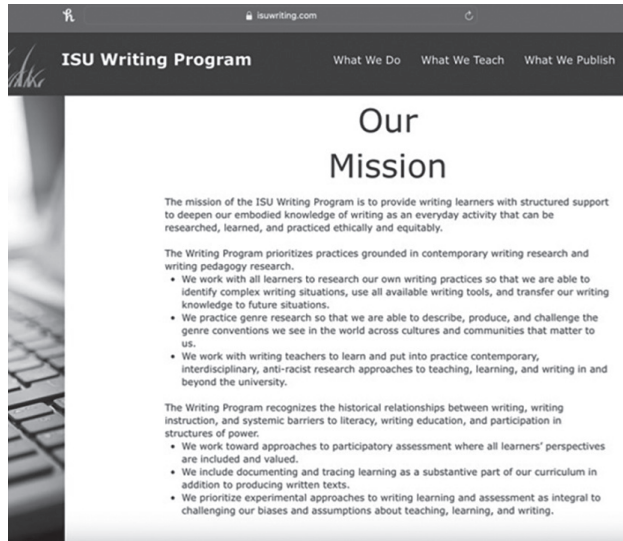 isuwriting.com
ISU Writing Program
What We Do What We Teach What We Publish
Our
Mission
The mission of the ISU Writing Program is to provide writing learners with structured support
to deepen our embodied knowledge of writing as an everyday activity that can be
researched, learned, and practiced ethically and equitably.
The Writing Program prioritizes practices grounded in contemporary writing research and
writing pedagogy research.
• We work with all learners to research our own writing practices so that we are able to
identify complex writing situations, use all available writing tools, and transfer our writing
knowledge to future situations.
• We practice genre research so that we are able to describe, produce, and challenge the
genre conventions we see in the world across cultures and communities that matter to
us.
• We work with writing teachers to learn and put into practice contemporary,
interdisciplinary, anti-racist research approaches to teaching, learning, and writing in and
beyond the university.
The Writing Program recognizes the historical relationships between writing, writing
instruction, and systemic barriers to literacy, writing education, and participation in
structures of power.
• We work toward approaches to participatory assessment where all learners' perspectives
are included and valued.
• We include documenting and tracing learning as a substantive part of our curriculum in
addition to producing written texts.
• We prioritize experimental approaches to writing learning and assessment as integral to
challenging our biases and assumptions about teaching, learning, and writing.